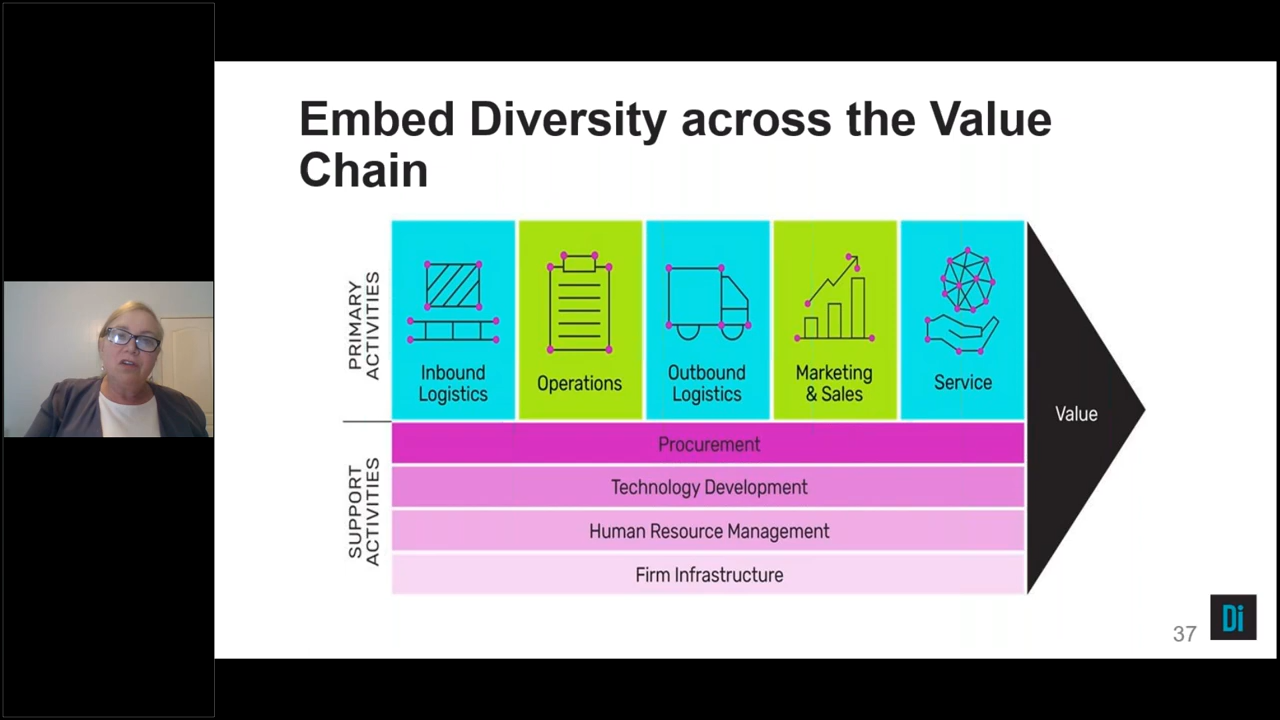 Embed Diversity across the Value
Chain
PRIMARY
ACTIVITIES
Inbound
Logistics
Operations
Outbound
Logistics
Marketing
& Sales
Service
Value
SUPPORT
ACTIVITIES
Procurement
Technology Development
Human Resource Management
Firm Infrastructure
37
Di